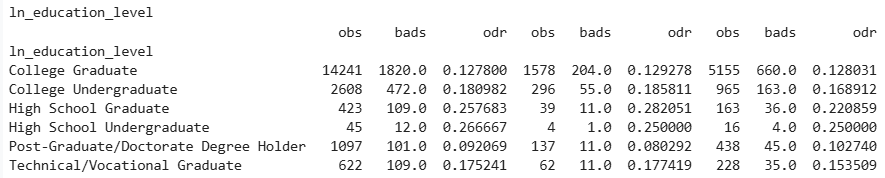 ln_education_level
obs bads odr obs bads odr obs bads odr
ln_education_level
College Graduate 14241 1820.0 0.127800 1578 204.0 0.129278 5155 660.0 0.128031
College Undergraduate 2608 472.0 0.180982 296 55.0 0.185811 965 163.0 0.168912
High School Graduate 423 109.0 0.257683 39 11.0 0.282051 163 36.0 0.220859
High School Undergraduate 45 12.0 0.266667 4 1.0 0.250000 16 4.0 0.250000
Post-Graduate/Doctorate Degree Holder 1097 101.0 0.092069 137 11.0 0.080292 438 45.0 0.102740
Technical/Vocational Graduate 622 109.0 0.175241 62 11.0 0.177419 228 35.0 0.153509